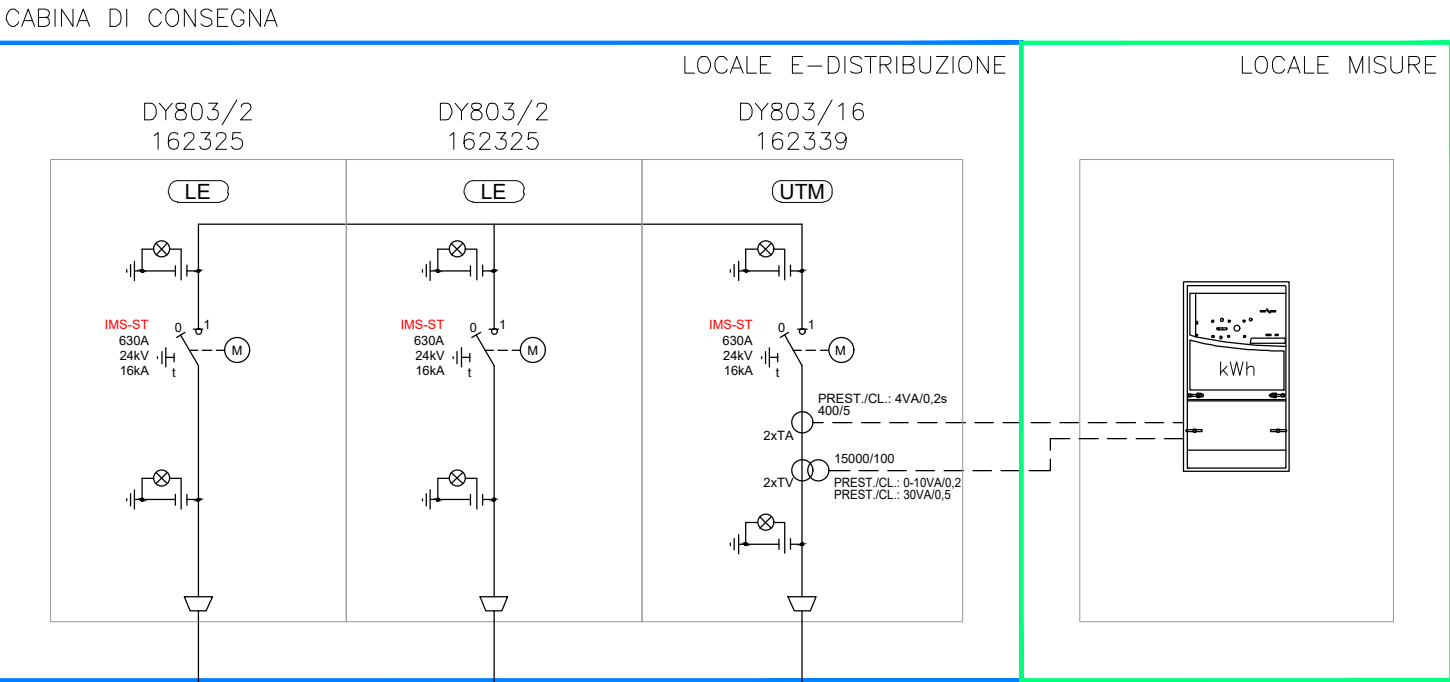 CABINA DI CONSEGNA
LOCALE E-DISTRIBUZIONE
LOCALE MISURE
DY803/2
162325
DY803/2
162325
DY803/16
162339
LE
LE
UTM
IMS-ST
630A
24kV
16kA
0
1
t
M
IMS-ST
630A
24kV
16kA
0
1
t
M
IMS-ST
630A
24kV
16kA
0
1
t
M
PREST./CL.: 4VA/0,2s
400/5
2xTA
15000/100
2xTV
PREST./CL.: 0-10VA/0,2
PREST./CL.: 30VA/0,5
kWh